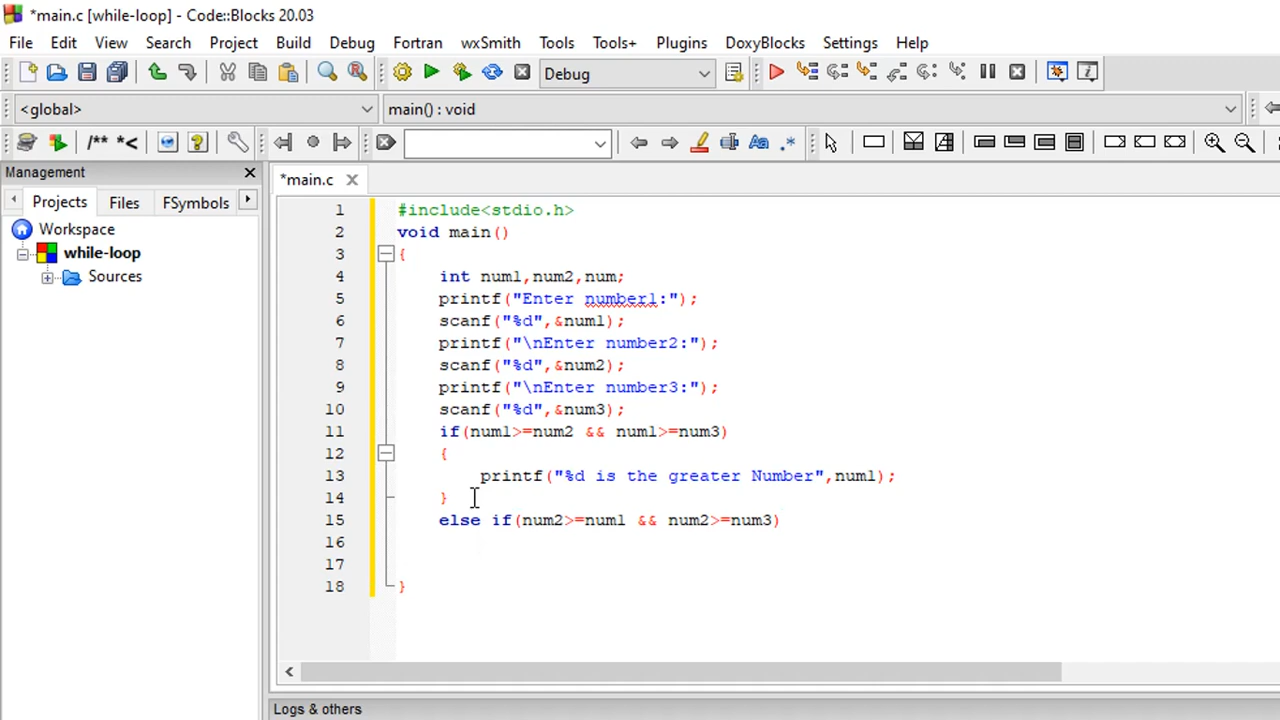 *main.c [while-loop] - Code::Blocks 20.03
File Edit View Search Project Build Debug Fortran wxSmith Tools Tools+ Plugins DoxyBlocks Settings Help
Debug
<global> main() : void
/** *<
Management
*main.c
Projects Files FSymbols
Workspace
while-loop
Sources
1 #include<stdio.h>
2 void main()
3 {
4 int num1,num2,num;
5 printf("Enter number1:");
6 scanf("%d",&num1);
7 printf("\nEnter number2:");
8 scanf("%d",&num2);
9 printf("\nEnter number3:");
10 scanf("%d",&num3);
11 if(num1>=num2 && num1>=num3)
12 {
13 printf("%d is the greater Number",num1);
14 }
15 else if(num2>=num1 && num2>=num3)
16
17
18 }
Logs & others